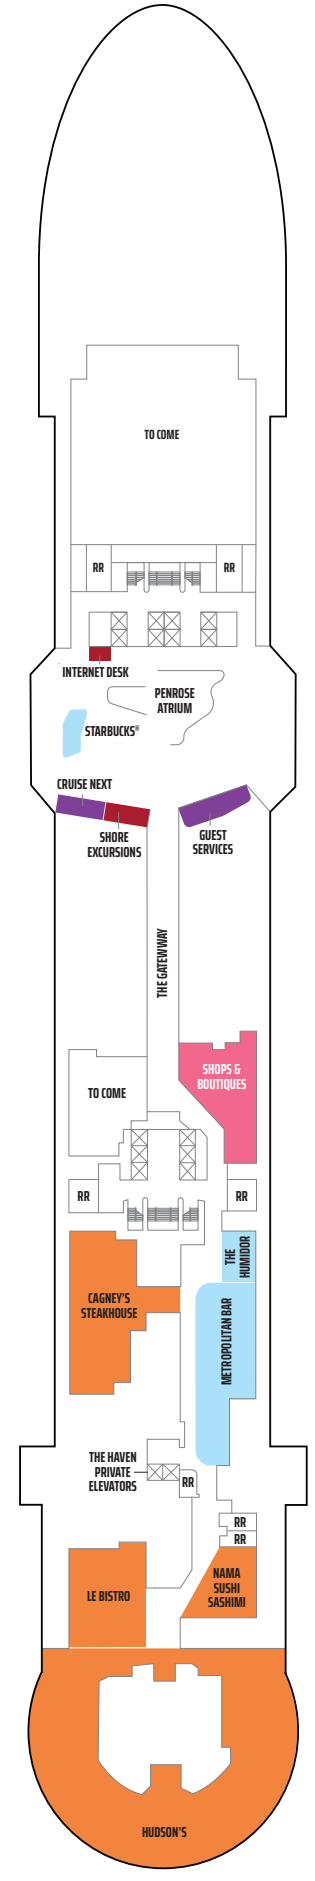 TO COME
RR
RR
INTERNET DESK
PENROSE
ATRIUM
STARBUCKS®
CRUISE NEXT
SHORE
EXCURSIONS
GUEST
SERVICES
THE GATEWWAY
SHOPS &
BOUTIQUES
TO COME
RR
RR
THE
HUMIDOR
CAGNEY'S
STEAKHOUSE
METROPOLITAN BAR
THE HAVEN
PRIVATE
ELEVATORS
RR
RR
RR
NAMA
SUSHI
SASHIMI
LE BISTRO
HUDSON'S